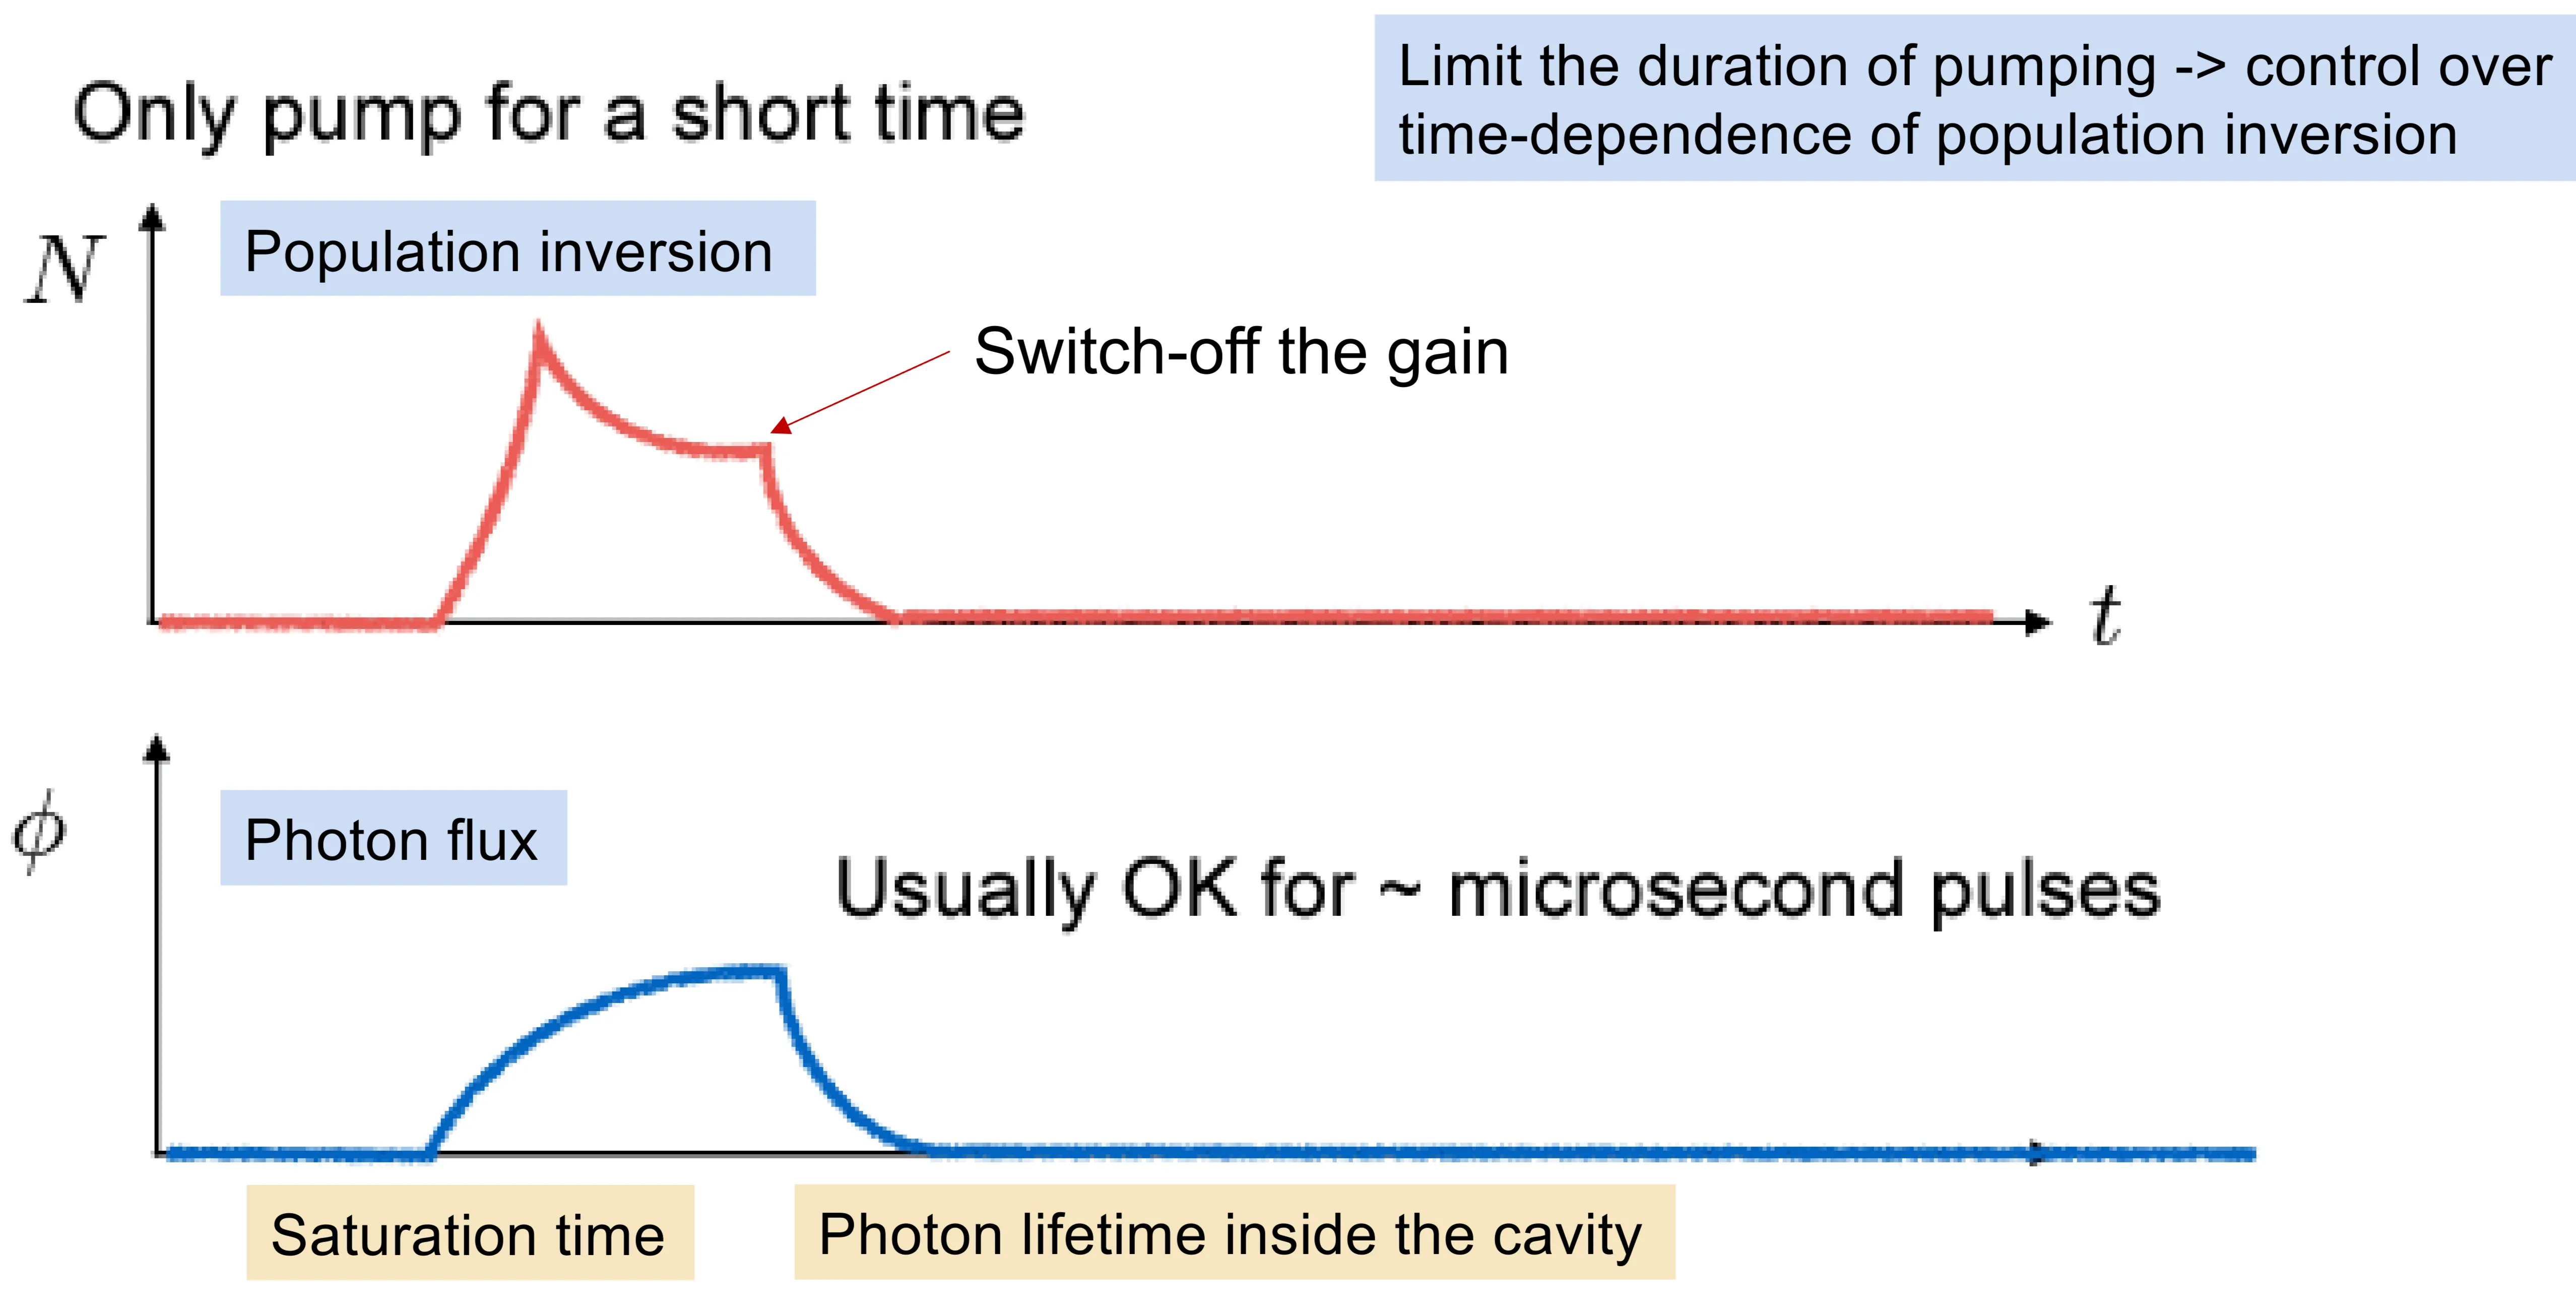 Limit the duration of pumping -> control over
time-dependence of population inversion
Only pump for a short time
N
Population inversion
Switch-off the gain
t
ϕ
Photon flux
Usually OK for ~ microsecond pulses
Saturation time
Photon lifetime inside the cavity